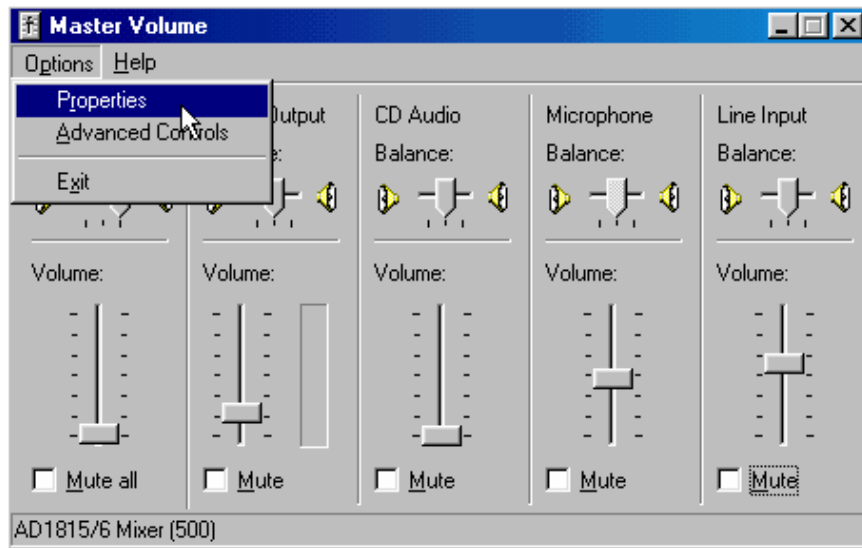 Master Volume
Options Help
Properties
Advanced Controls
Exit
Output CD Audio Microphone Line Input
Balance: Balance: Balance:
Volume: Volume: Volume: Volume: Volume:
Mute all Mute Mute Mute Mute
AD1815/6 Mixer (500)